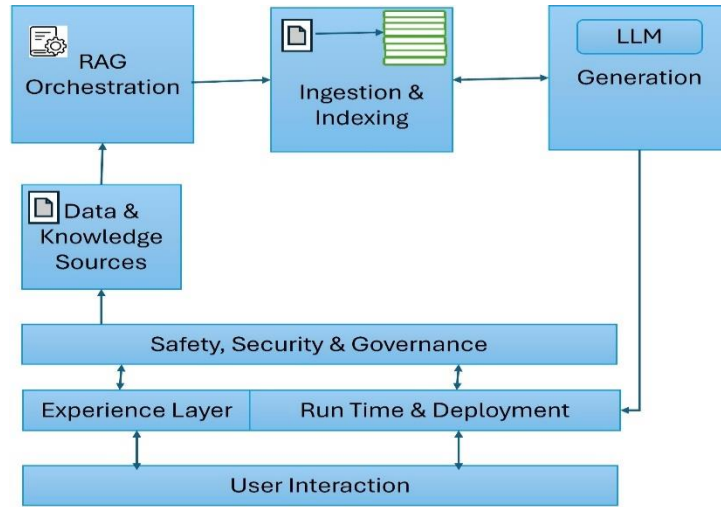 RAG
Orchestration
Ingestion &
Indexing
LLM
Generation
Data &
Knowledge
Sources
Safety, Security & Governance
Experience Layer
Run Time & Deployment
User Interaction